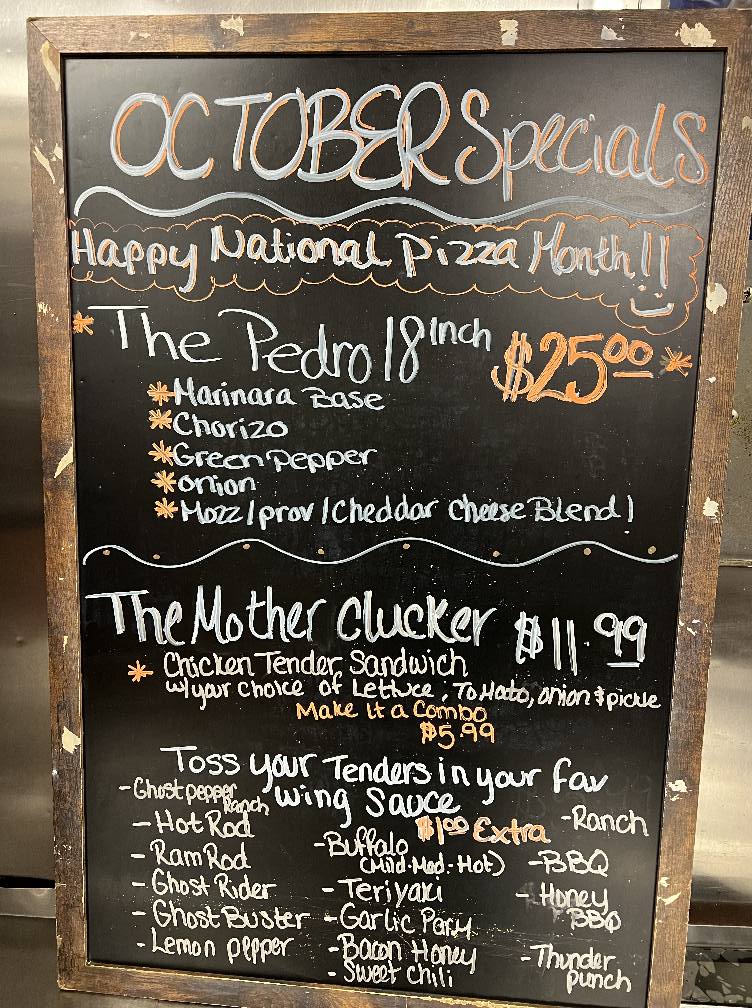 OCTOBER Specials
Happy National Pizza Month!!
* The Pedro 18 inch $25.00 *
* Marinara Base
* Chorizo
* Green Pepper
* onion
* Mozz/prov/Cheddar Cheese Blend!
The Mother Clucker $11.99
* Chicken Tender Sandwich
w/your choice of Lettuce, Tomato, onion & pickle
Make it a Combo
$5.99
Toss your Tenders in your fav
wing Sauce
$1.00 Extra
- Ghost pepper Ranch
- Hot Rod
- Ram Rod
- Ghost Rider
- Ghost Buster
- Lemon pepper
- Buffalo
(Mild-Med-Hot)
- Teriyaki
- Garlic Parm
- Bacon Honey
- Sweet Chili
- Ranch
- BBQ
- Honey
BBQ
- Thunder
punch